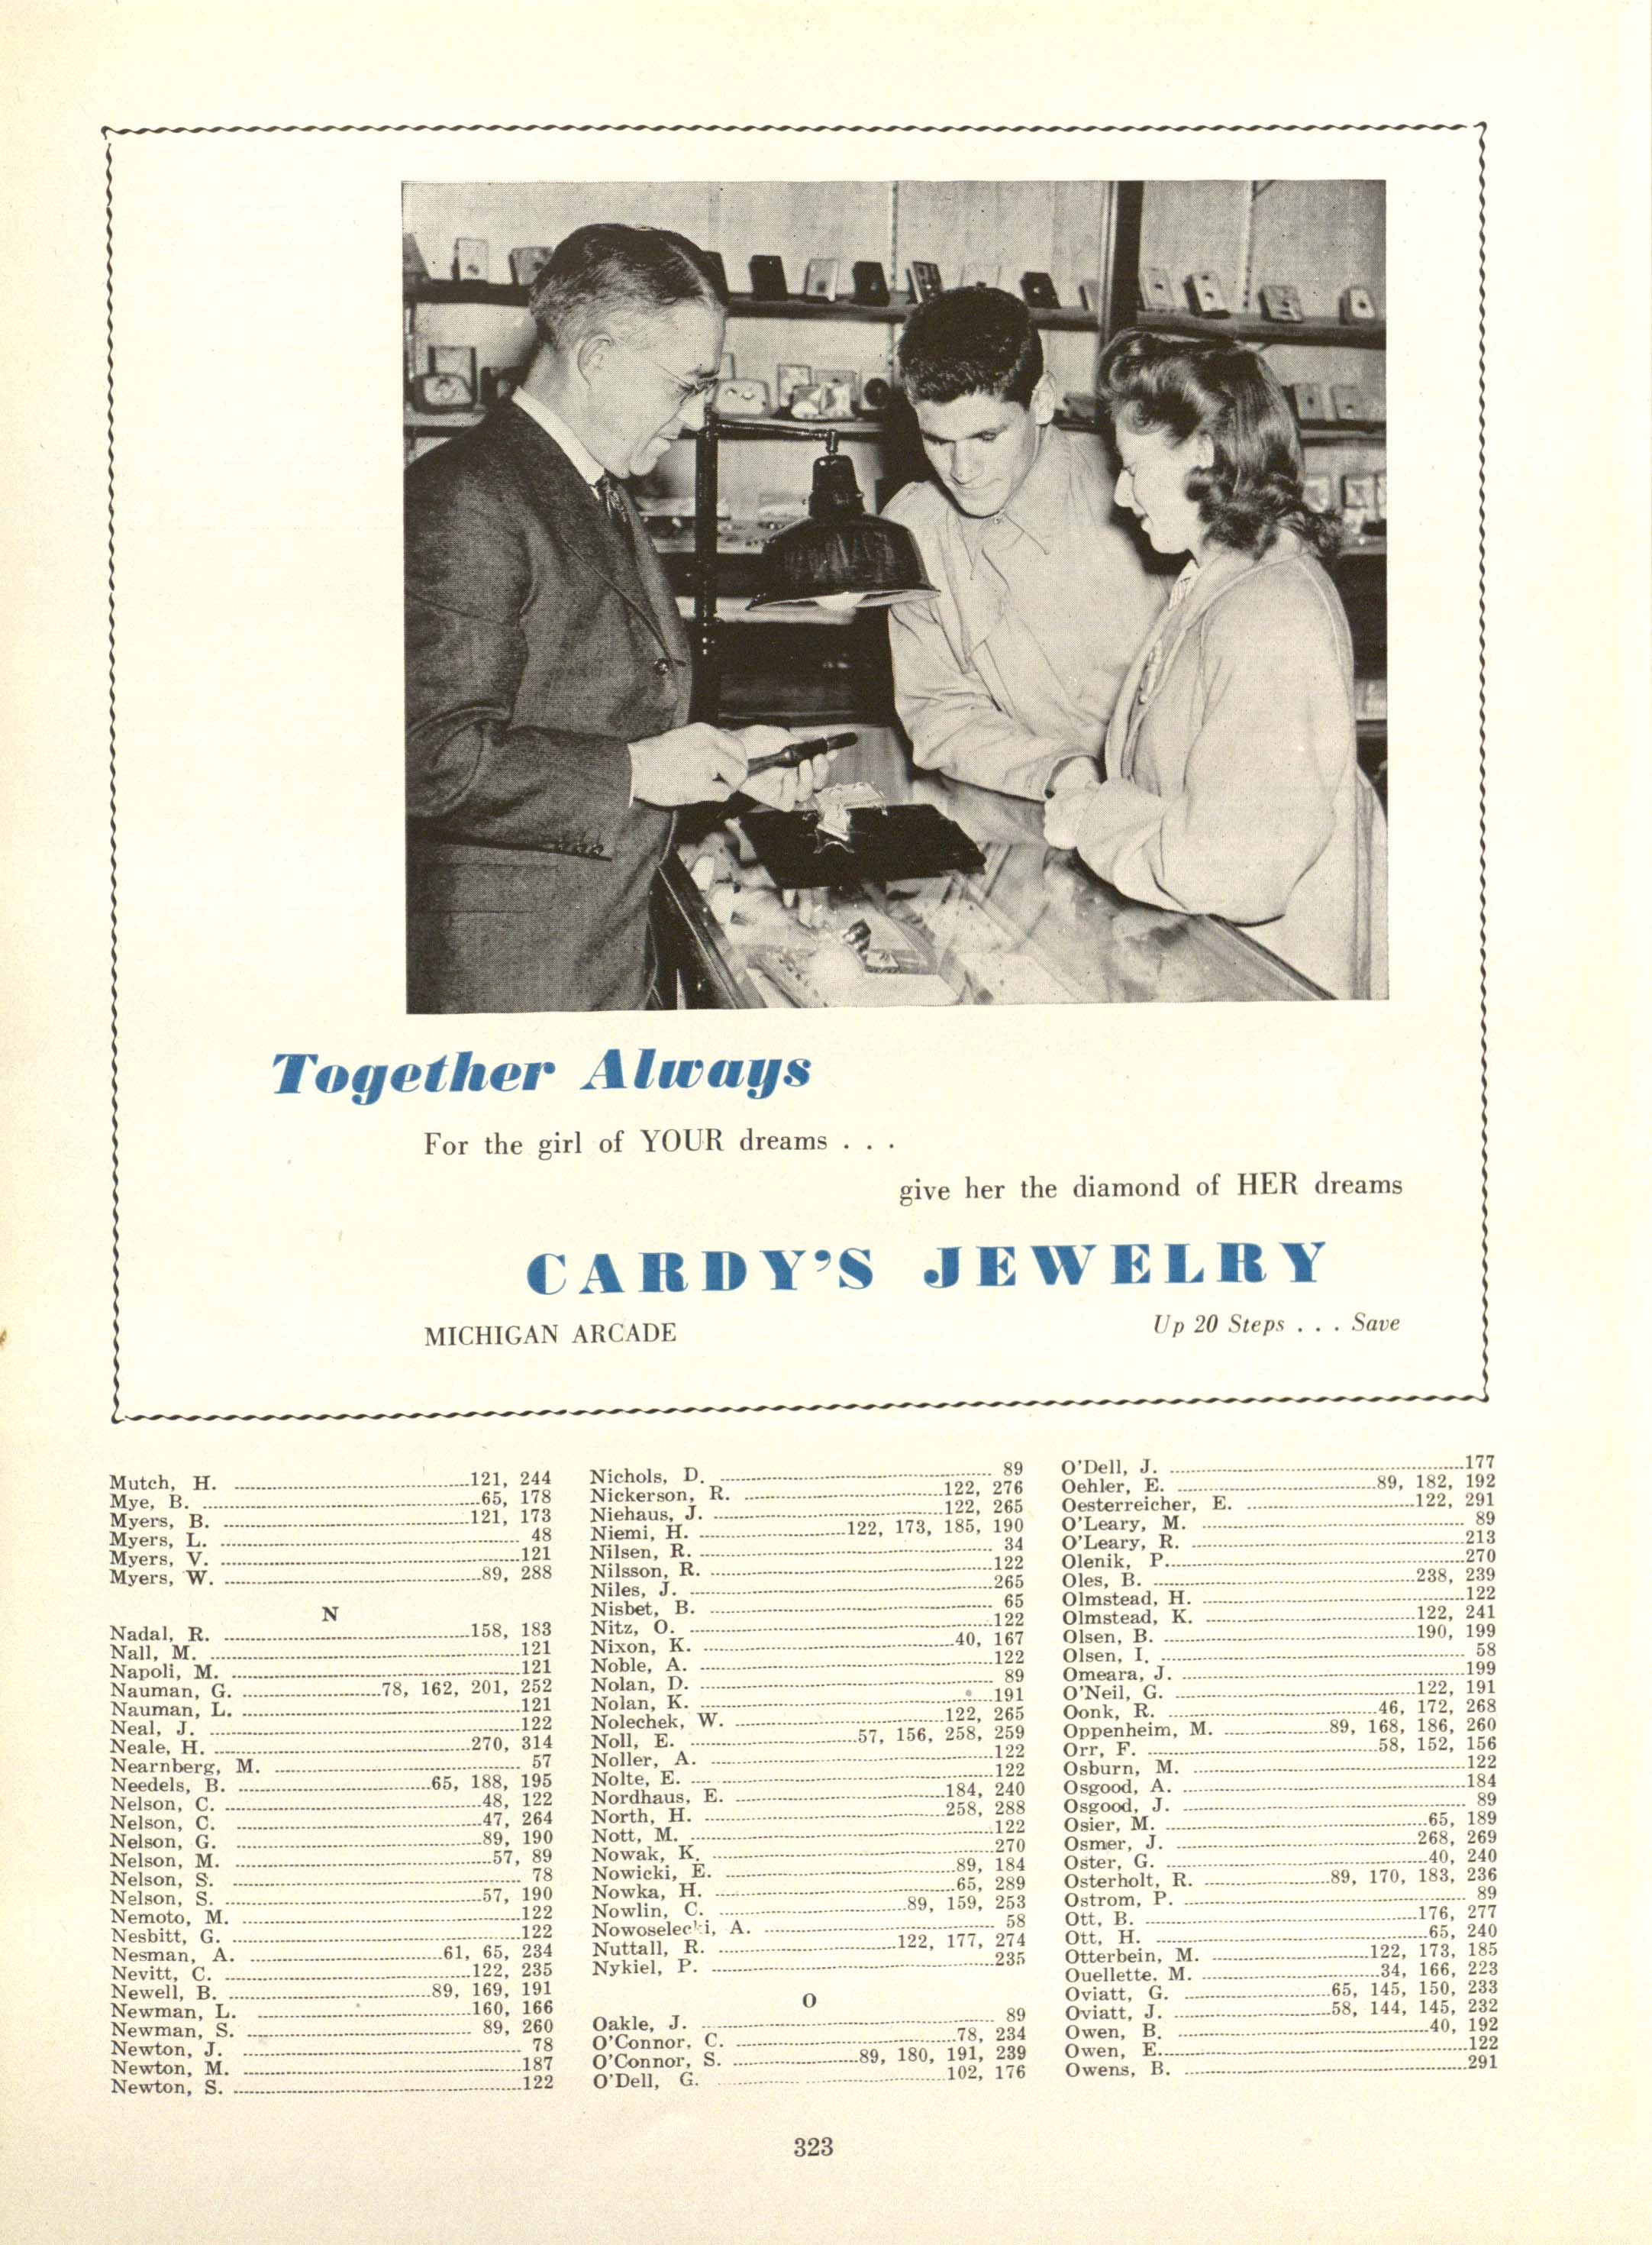 Together Always
For the girl of YOUR dreams . . .
give her the diamond of HER dreams
CARDY'S JEWELRY
MICHIGAN ARCADE
Up 20 Steps . . . Save
Mutch, H. 121, 244
Mye, B. 65, 178
Myers, B. 121, 173
Myers, L. 48
Myers, V. 121
Myers, W. 89, 288
N
Nadal, R. 158, 183
Nall, M. 121
Napoli, M. 121
Nauman, G. 78, 162, 201, 252
Nauman, L. 121
Neal, J. 122
Neale, H. 270, 314
Nearnberg, M. 57
Needels, B. 65, 188, 195
Nelson, C. 48, 122
Nelson, C. 47, 264
Nelson, G. 89, 190
Nelson, M. 57, 89
Nelson, S. 78
Nelson, S. 57, 190
Nemoto, M. 122
Nesbitt, G. 122
Nesman, A. 61, 65, 234
Nevitt, C. 122, 235
Newell, B. 89, 169, 191
Newman, L. 160, 166
Newman, S. 89, 260
Newton, J. 78
Newton, M. 187
Newton, S. 122
Nichols, D. 89
Nickerson, R. 122, 276
Niehaus, J. 122, 265
Niemi, H. 122, 173, 185, 190
Nilsen, R. 34
Nilsson, R. 122
Niles, J. 265
Nisbet, B. 65
Nitz, O. 122
Nixon, K. 40, 167
Noble, A. 122
Nolan, D. 89
Nolan, K. 191
Nolechek, W. 122, 265
Noll, E. 57, 156, 258, 259
Noller, A. 122
Nolte, E. 122
Nordhaus, E. 184, 240
North, H. 258, 288
Nott, M. 122
Nowak, K. 270
Nowicki, E. 89, 184
Nowka, H. 65, 289
Nowlin, C. 89, 159, 253
Nowoselecki, A. 58
Nuttall, R. 122, 177, 274
Nykiel, P. 235
O
Oakle, J. 89
O'Connor, C. 78, 234
O'Connor, S. 89, 180, 191, 239
O'Dell, G. 102, 176
O'Dell, J. 177
Oehler, E. 89, 182, 192
Oesterreicher, E. 122, 291
O'Leary, M. 89
O'Leary, R. 213
Olenik, P. 270
Oles, B. 238, 239
Olmstead, H. 122
Olmstead, K. 122, 241
Olsen, B. 190, 199
Olsen, I. 58
Omeara, J. 199
O'Neil, G. 122, 191
Oonk, R. 46, 172, 268
Oppenheim, M. 89, 168, 186, 260
Orr, F. 58, 152, 156
Osburn, M. 122
Osgood, A. 184
Osgood, J. 89
Osier, M. 65, 189
Osmer, J. 268, 269
Oster, G. 40, 240
Osterholt, R. 89, 170, 183, 236
Ostrom, P. 89
Ott, B. 176, 277
Ott, H. 65, 240
Otterbein, M. 122, 173, 185
Ouellette, M. 34, 166, 223
Oviatt, G. 65, 145, 150, 233
Oviatt, J. 58, 144, 145, 232
Owen, B. 40, 192
Owen, E. 122
Owens, B. 291
323